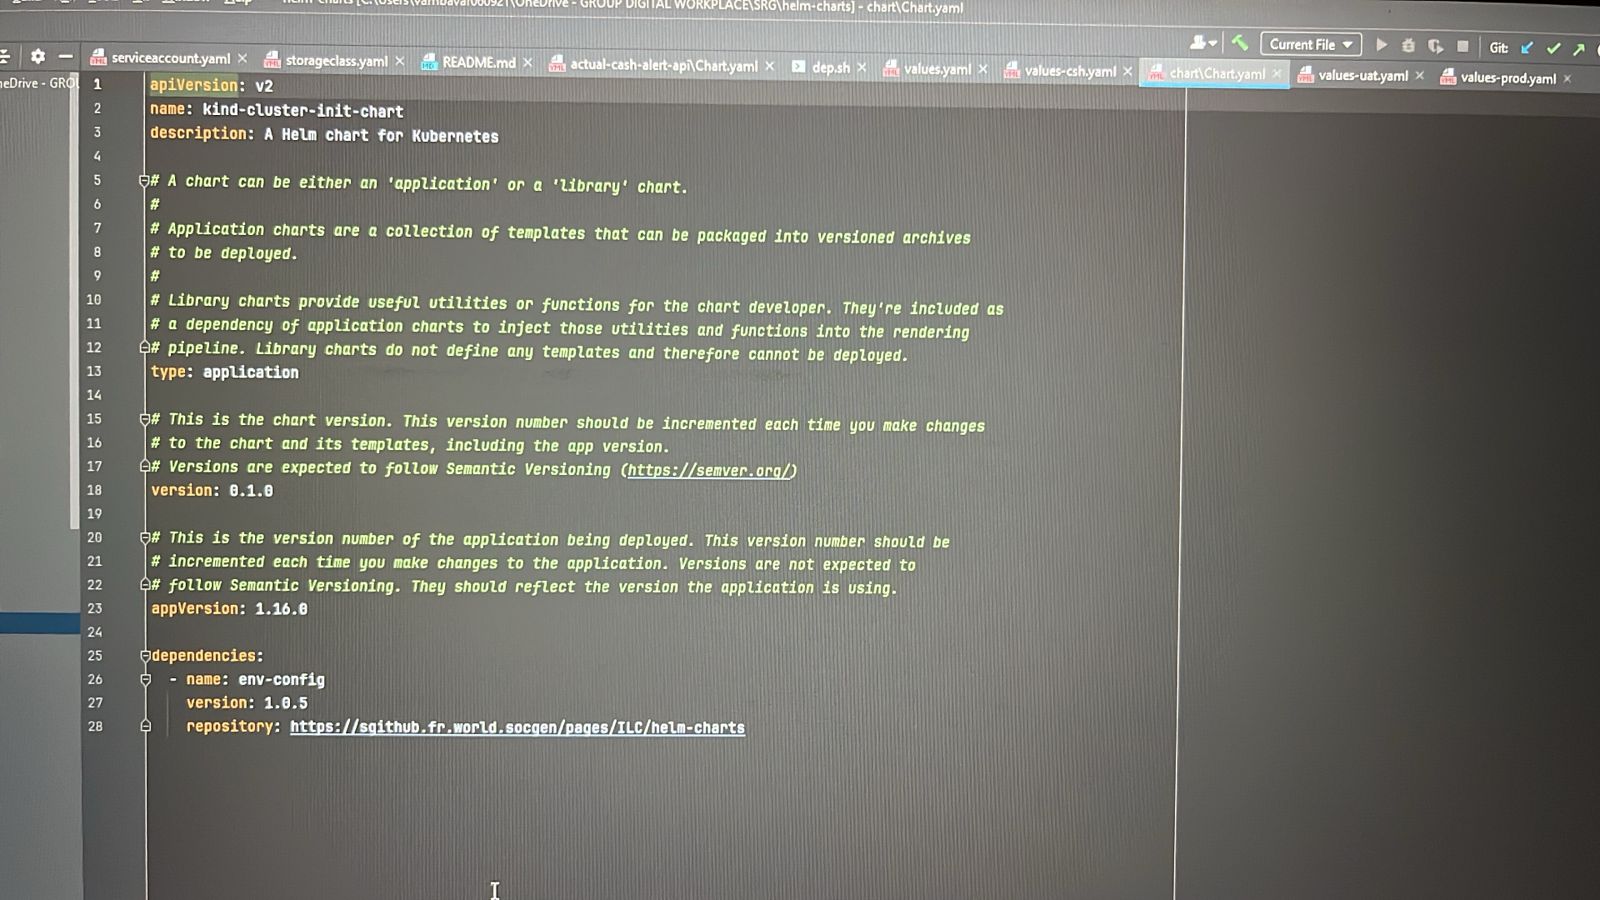 helm-charts] - chart\Chart.yaml
- GROUP DIGITAL WORKPLACE\SRG\helm-charts] - chart\Chart.yaml
Current File
Git:
serviceaccount.yaml
storageclass.yaml
README.md
actual-cash-alert-api\Chart.yaml
dep.sh
values.yaml
values-csh.yaml
chart\Chart.yaml
values-uat.yaml
values-prod.yaml
neDrive - GRO
1 apiVersion: v2
2 name: kind-cluster-init-chart
3 description: A Helm chart for Kubernetes
4
5 # A chart can be either an 'application' or a 'library' chart.
6 #
7 # Application charts are a collection of templates that can be packaged into versioned archives
8 # to be deployed.
9 #
10 # Library charts provide useful utilities or functions for the chart developer. They're included as
11 # a dependency of application charts to inject those utilities and functions into the rendering
12 # pipeline. Library charts do not define any templates and therefore cannot be deployed.
13 type: application
14
15 # This is the chart version. This version number should be incremented each time you make changes
16 # to the chart and its templates, including the app version.
17 # Versions are expected to follow Semantic Versioning (https://semver.org/)
18 version: 0.1.0
19
20 # This is the version number of the application being deployed. This version number should be
21 # incremented each time you make changes to the application. Versions are not expected to
22 # follow Semantic Versioning. They should reflect the version the application is using.
23 appVersion: 1.16.0
24
25 dependencies:
26 - name: env-config
27 version: 1.0.5
28 repository: https://sgithub.fr.world.socgen/pages/ILC/helm-charts